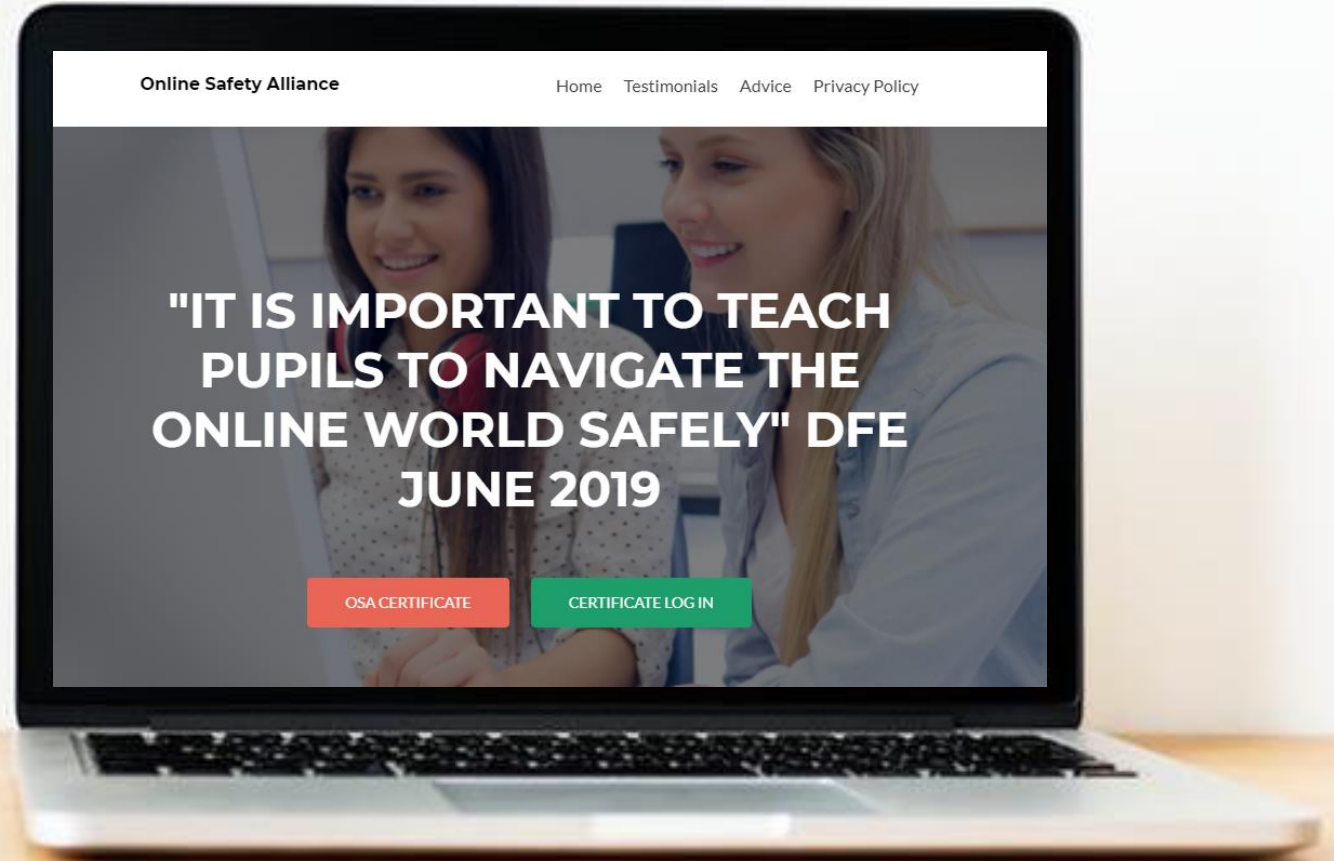 Online Safety Alliance
Home Testimonials Advice Privacy Policy
"IT IS IMPORTANT TO TEACH
PUPILS TO NAVIGATE THE
ONLINE WORLD SAFELY" DFE
JUNE 2019
OSA CERTIFICATE
CERTIFICATE LOG IN